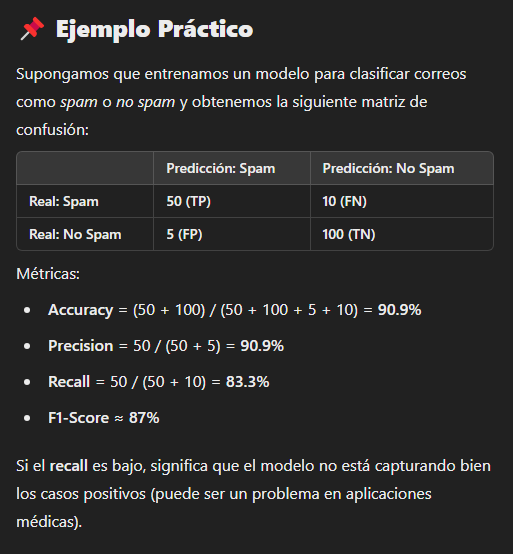 📌 Ejemplo Práctico
Supongamos que entrenamos un modelo para clasificar correos
como spam o no spam y obtenemos la siguiente matriz de
confusión:
Predicción: Spam Predicción: No Spam
Real: Spam 50 (TP) 10 (FN)
Real: No Spam 5 (FP) 100 (TN)
Métricas:
• Accuracy = (50 + 100) / (50 + 100 + 5 + 10) = 90.9%
• Precision = 50 / (50 + 5) = 90.9%
• Recall = 50 / (50 + 10) = 83.3%
• F1-Score ≈ 87%
Si el recall es bajo, significa que el modelo no está capturando bien
los casos positivos (puede ser un problema en aplicaciones
médicas).